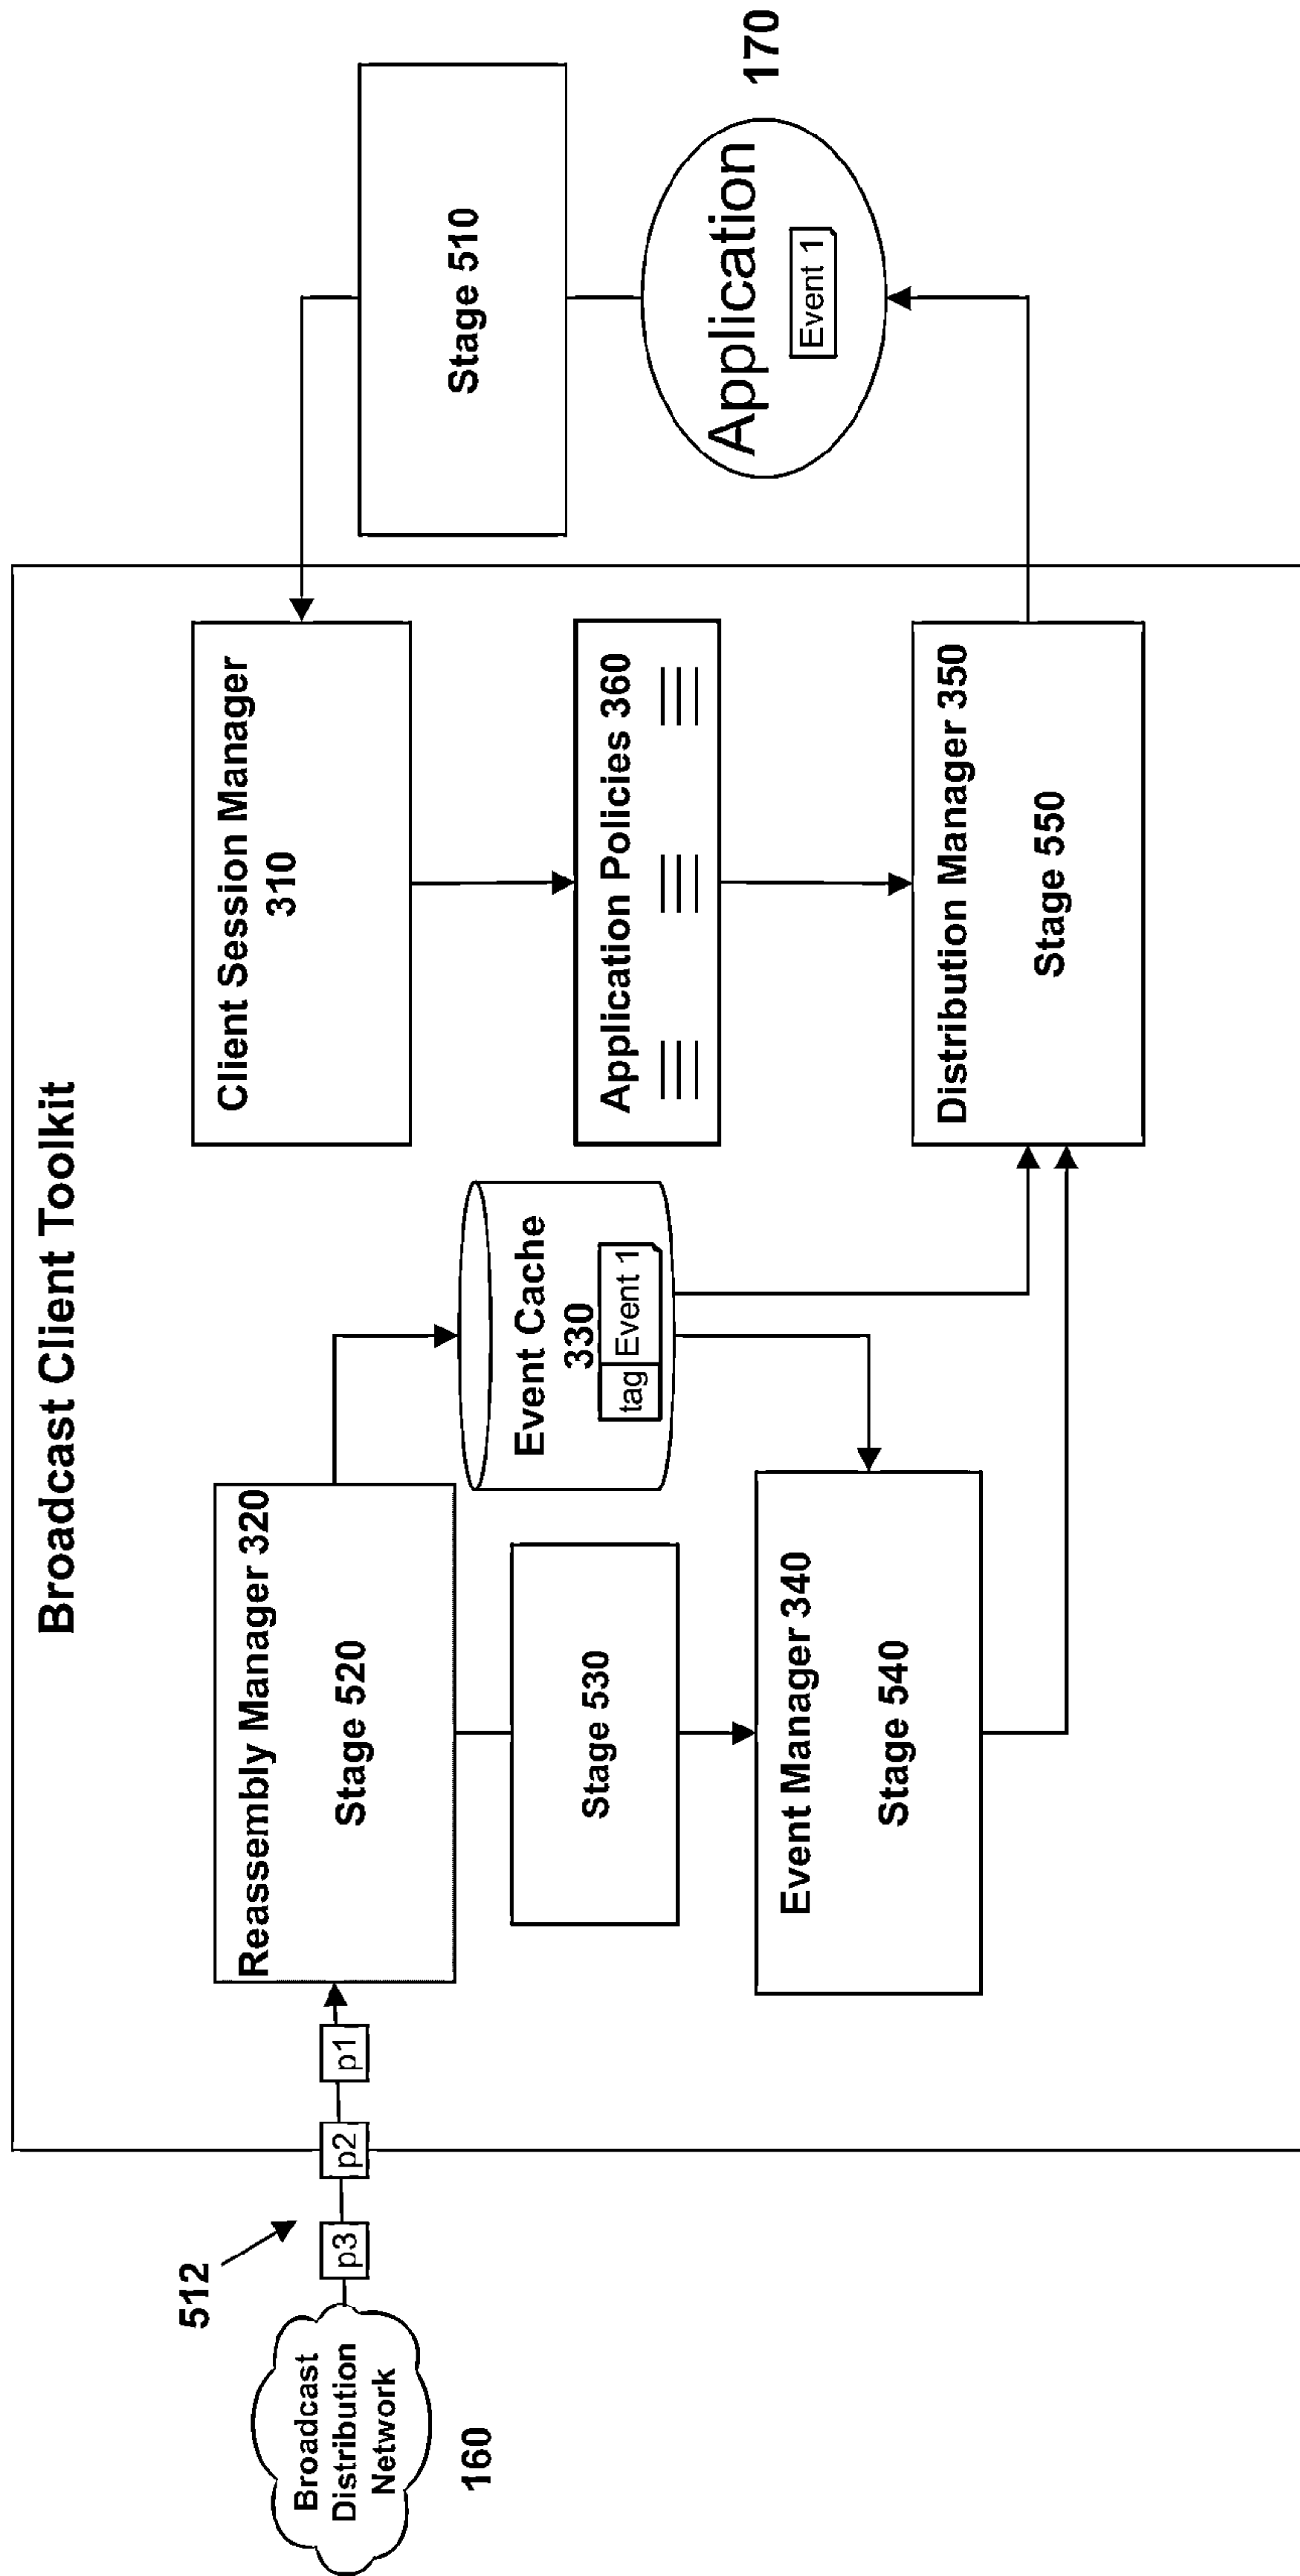 Broadcast Client Toolkit
512
Broadcast
Distribution
Network
160
p3
p2
p1
Reassembly Manager 320
Stage 520
Stage 530
Event Manager 340
Stage 540
Event Cache
330
tag
Event 1
Client Session Manager
310
Application Policies 360
Distribution Manager 350
Stage 550
Stage 510
Application
Event 1
170